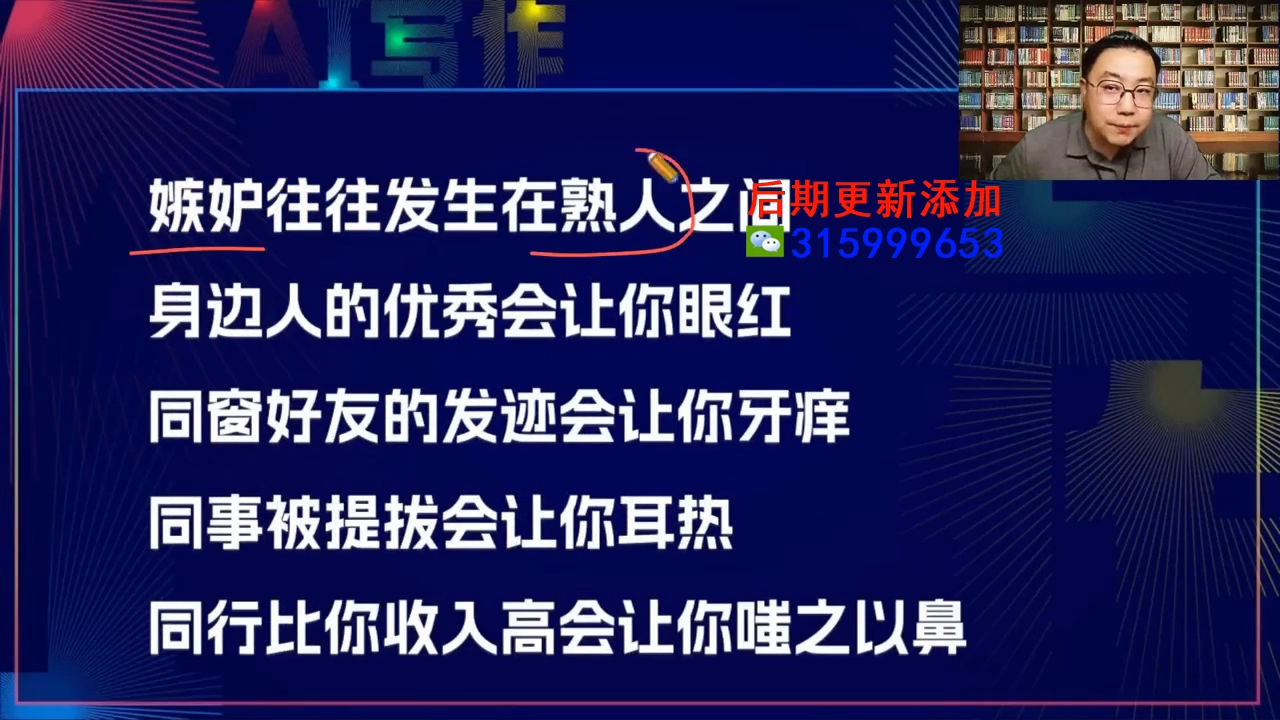 AI写作
嫉妒往往发生在熟人之间
后期更新添加
315999653
身边人的优秀会让你眼红
同窗好友的发迹会让你牙痒
同事被提拔会让你耳热
同行比你收入高会让你嗤之以鼻